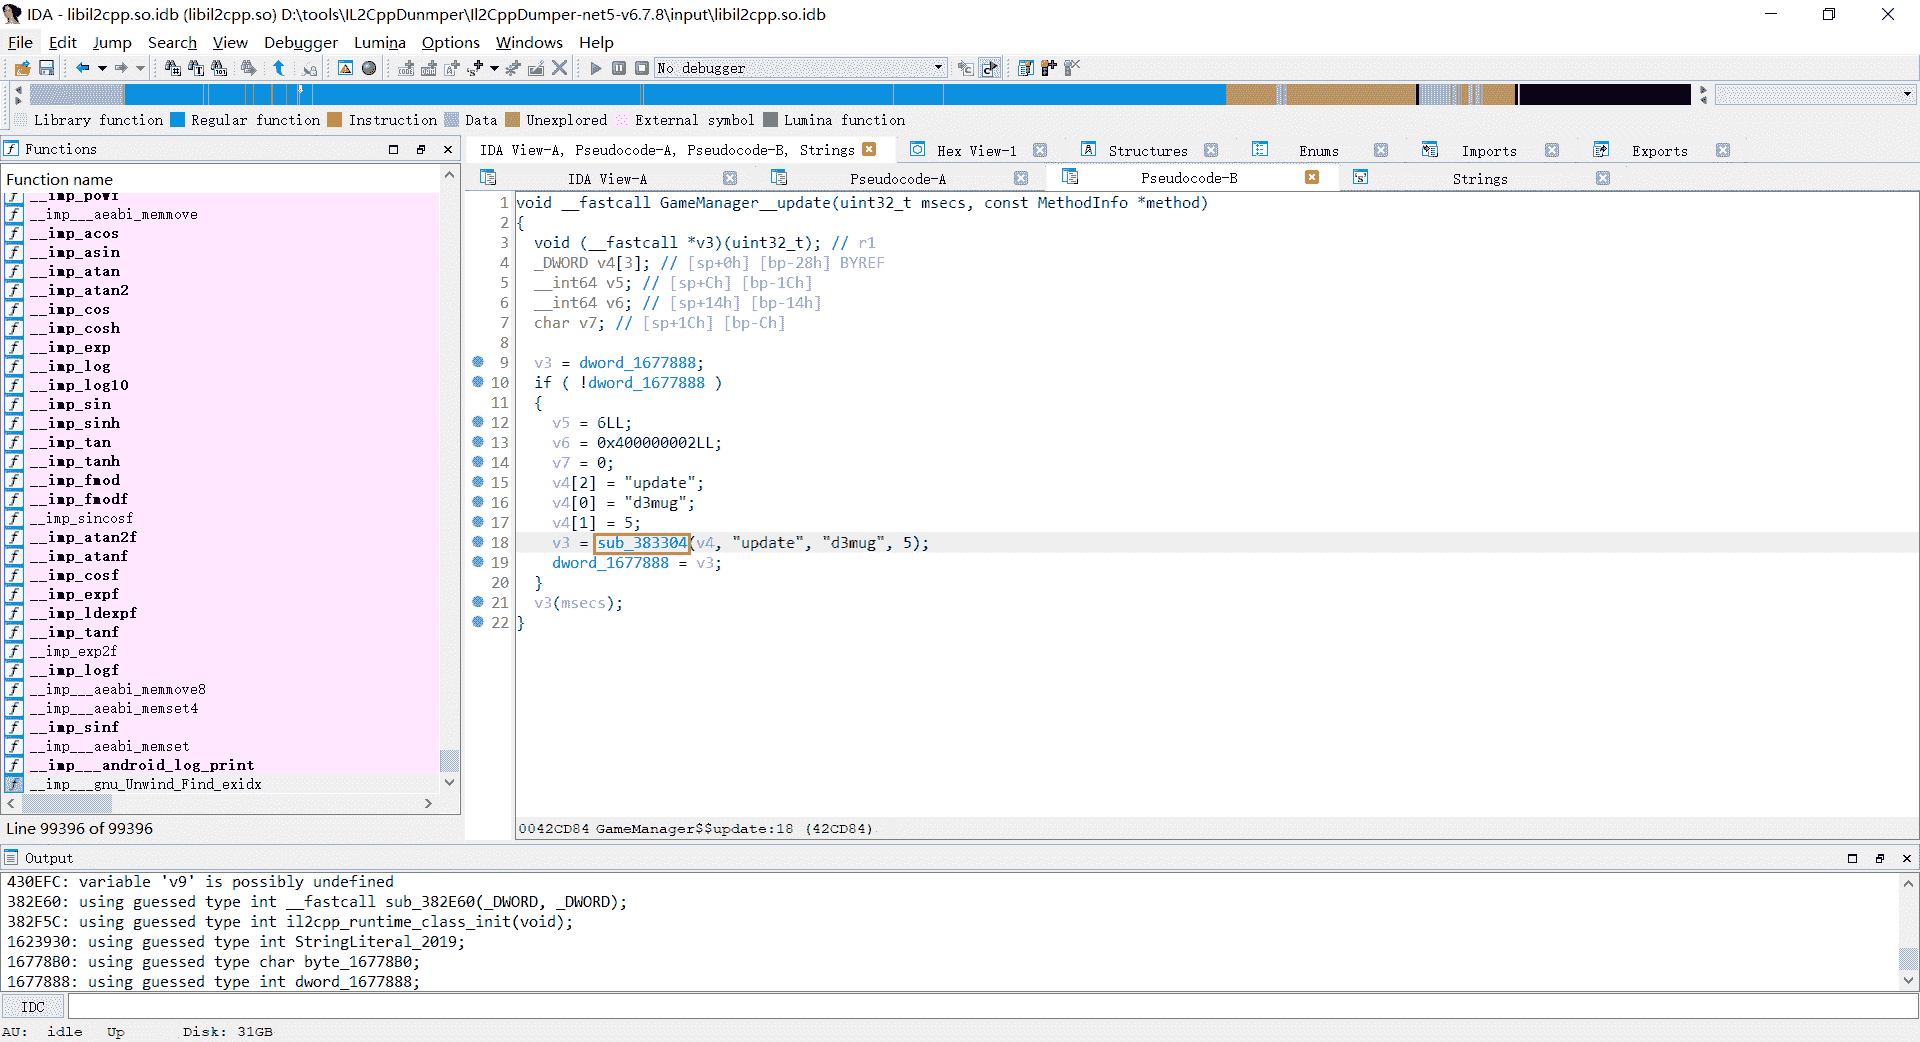 IDA - libil2cpp.so.idb (libil2cpp.so) D:\tools\IL2CppDunmper\Il2CppDumper-net5-v6.7.8\input\libil2cpp.so.idb
File Edit Jump Search View Debugger Lumina Options Windows Help
No debugger
Library function Regular function Instruction Data Unexplored External symbol Lumina function
Functions
IDA View-A, Pseudocode-A, Pseudocode-B, Strings Hex View-1 Structures Enums Imports Exports
IDA View-A Pseudocode-A Pseudocode-B Strings
Function name
__imp_powf
__imp___aeabi_memmove
__imp_acos
__imp_asin
__imp_atan
__imp_atan2
__imp_cos
__imp_cosh
__imp_exp
__imp_log
__imp_log10
__imp_sin
__imp_sinh
__imp_tan
__imp_tanh
__imp_fmod
__imp_fmodf
__imp_sincosf
__imp_atan2f
__imp_atanf
__imp_cosf
__imp_expf
__imp_ldexpf
__imp_tanf
__imp_exp2f
__imp_logf
__imp___aeabi_memmove8
__imp___aeabi_memset4
__imp_sinf
__imp___aeabi_memset
__imp___android_log_print
__imp___gnu_Unwind_Find_exidx
Line 99396 of 99396
1 void __fastcall GameManager__update(uint32_t msecs, const MethodInfo *method)
2 {
3 void (__fastcall *v3)(uint32_t); // r1
4 _DWORD v4[3]; // [sp+0h] [bp-28h] BYREF
5 __int64 v5; // [sp+Ch] [bp-1Ch]
6 __int64 v6; // [sp+14h] [bp-14h]
7 char v7; // [sp+1Ch] [bp-Ch]
8
9 v3 = dword_1677888;
10 if ( !dword_1677888 )
11 {
12 v5 = 6LL;
13 v6 = 0x400000002LL;
14 v7 = 0;
15 v4[2] = "update";
16 v4[0] = "d3mug";
17 v4[1] = 5;
18 v3 = sub_383304(v4, "update", "d3mug", 5);
19 dword_1677888 = v3;
20 }
21 v3(msecs);
22 }
0042CD84 GameManager$$update:18 (42CD84)
Output
430EFC: variable 'v9' is possibly undefined
382E60: using guessed type int __fastcall sub_382E60(_DWORD, _DWORD);
382F5C: using guessed type int il2cpp_runtime_class_init(void);
1623930: using guessed type int StringLiteral_2019;
16778B0: using guessed type char byte_16778B0;
1677888: using guessed type int dword_1677888;
IDC
AU: idle Up Disk: 31GB